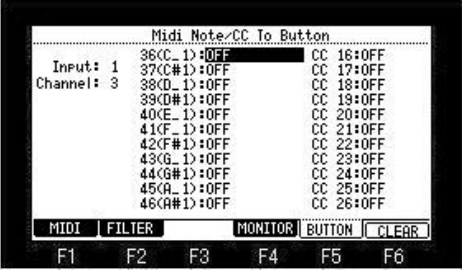 Midi Note/CC To Button
36(C_1):OFF CC 16:OFF
Input: 1 37(C#1):OFF CC 17:OFF
Channel: 3 38(D_1):OFF CC 18:OFF
39(D#1):OFF CC 19:OFF
40(E_1):OFF CC 20:OFF
41(F_1):OFF CC 21:OFF
42(F#1):OFF CC 22:OFF
43(G_1):OFF CC 23:OFF
44(G#1):OFF CC 24:OFF
45(A_1):OFF CC 25:OFF
46(A#1):OFF CC 26:OFF
MIDI FILTER MONITOR BUTTON CLEAR
F1 F2 F3 F4 F5 F6